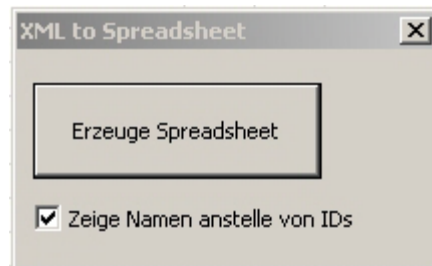 XML to Spreadsheet
Erzeuge Spreadsheet
Zeige Namen anstelle von IDs